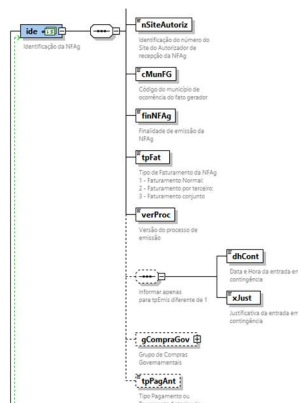 ide
Identificação da NFAg
nSiteAutoriz
Identificação do número do
Site do Autorizador de
recepção da NFAg
cMunFG
Código do município de
ocorrência do fato gerador
finNFAg
Finalidade de emissão da
NFAg
tpFat
Tipo de Faturamento da NFAg
1 - Faturamento Normal;
2 - Faturamento por terceiro;
3 - Faturamento conjunto
verProc
Versão do processo de
emissão
Informar apenas
para tpEmis diferente de 1
dhCont
Data e Hora da entrada em
contingência
xJust
Justificativa da entrada em
contingência
gCompraGov
Grupo de Compras
Governamentais
tpPagAnt
Tipo Pagamento ou